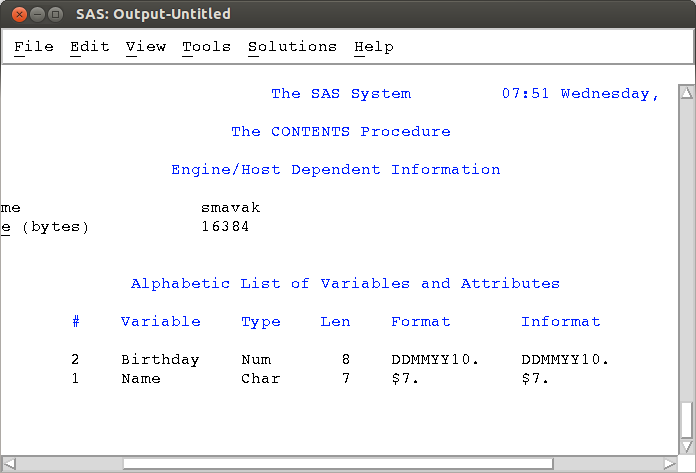 SAS: Output-Untitled
File Edit View Tools Solutions Help
The SAS System 07:51 Wednesday,
The CONTENTS Procedure
Engine/Host Dependent Information
me smavak
e (bytes) 16384
Alphabetic List of Variables and Attributes
# Variable Type Len Format Informat
2 Birthday Num 8 DDMMYY10. DDMMYY10.
1 Name Char 7 $7. $7.